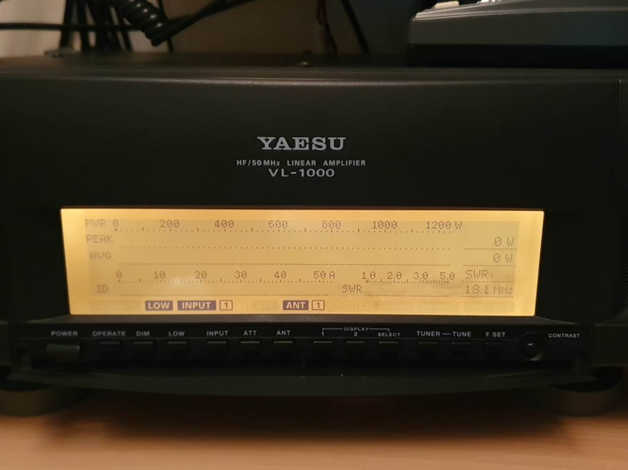 YAESU
HF/50MHz LINEAR AMPLIFIER
VL-1000
PWR 0 200 400 600 800 1000 1200 W
PEAK 0 W
AVG 0 W
0 10 20 30 40 50 A 1.0 2.0 3.0 5.0 SWR:
ID SWR 18.1 MHz
LOW INPUT 1 ANT 1
DISPLAY
POWER OPERATE DIM LOW INPUT ATT ANT 1 2 SELECT TUNER TUNE F SET CONTRAST